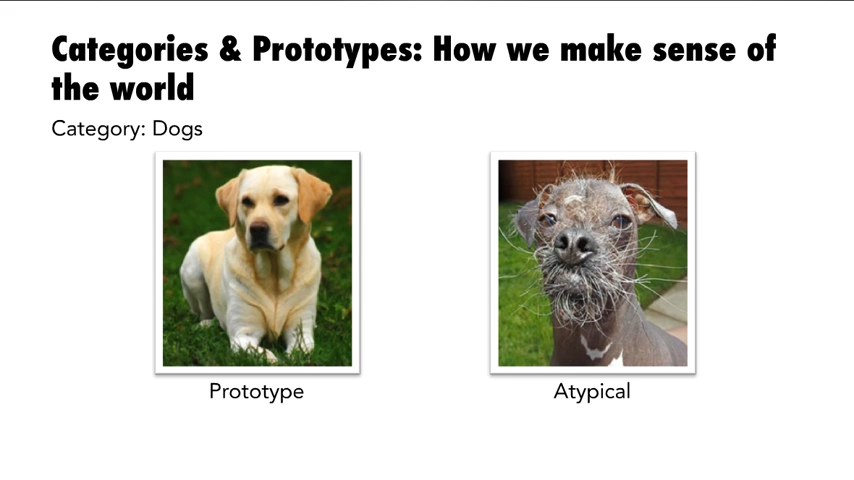 Categories & Prototypes: How we make sense of
the world
Category: Dogs
Prototype
Atypical